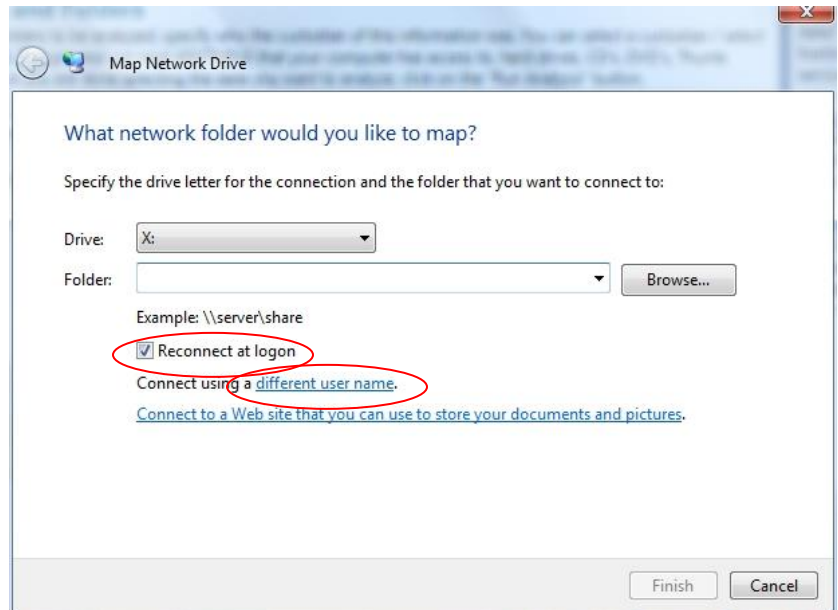 Map Network Drive
What network folder would you like to map?
Specify the drive letter for the connection and the folder that you want to connect to:
Drive: X:
Folder: Browse...
Example: \\server\share
Reconnect at logon
Connect using a different user name.
Connect to a Web site that you can use to store your documents and pictures.
Finish Cancel